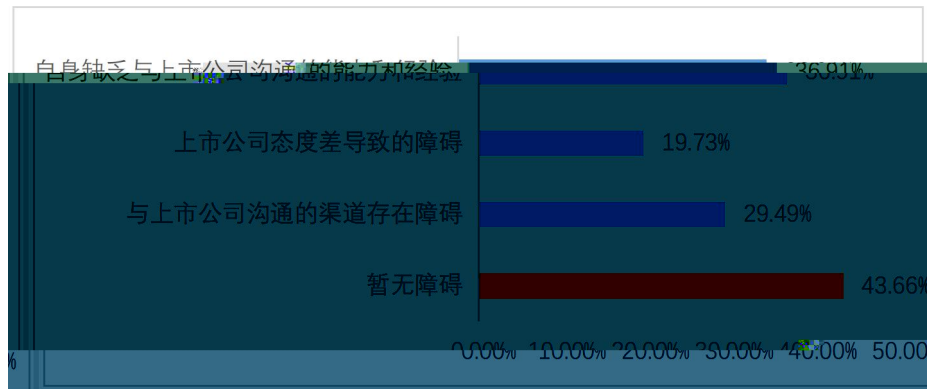 自身缺乏与上市公司沟通的能力和经验 36.91%
上市公司态度差导致的障碍 19.73%
与上市公司沟通的渠道存在障碍 29.49%
暂无障碍 43.66%
0.00% 10.00% 20.00% 30.00% 40.00% 50.00
%